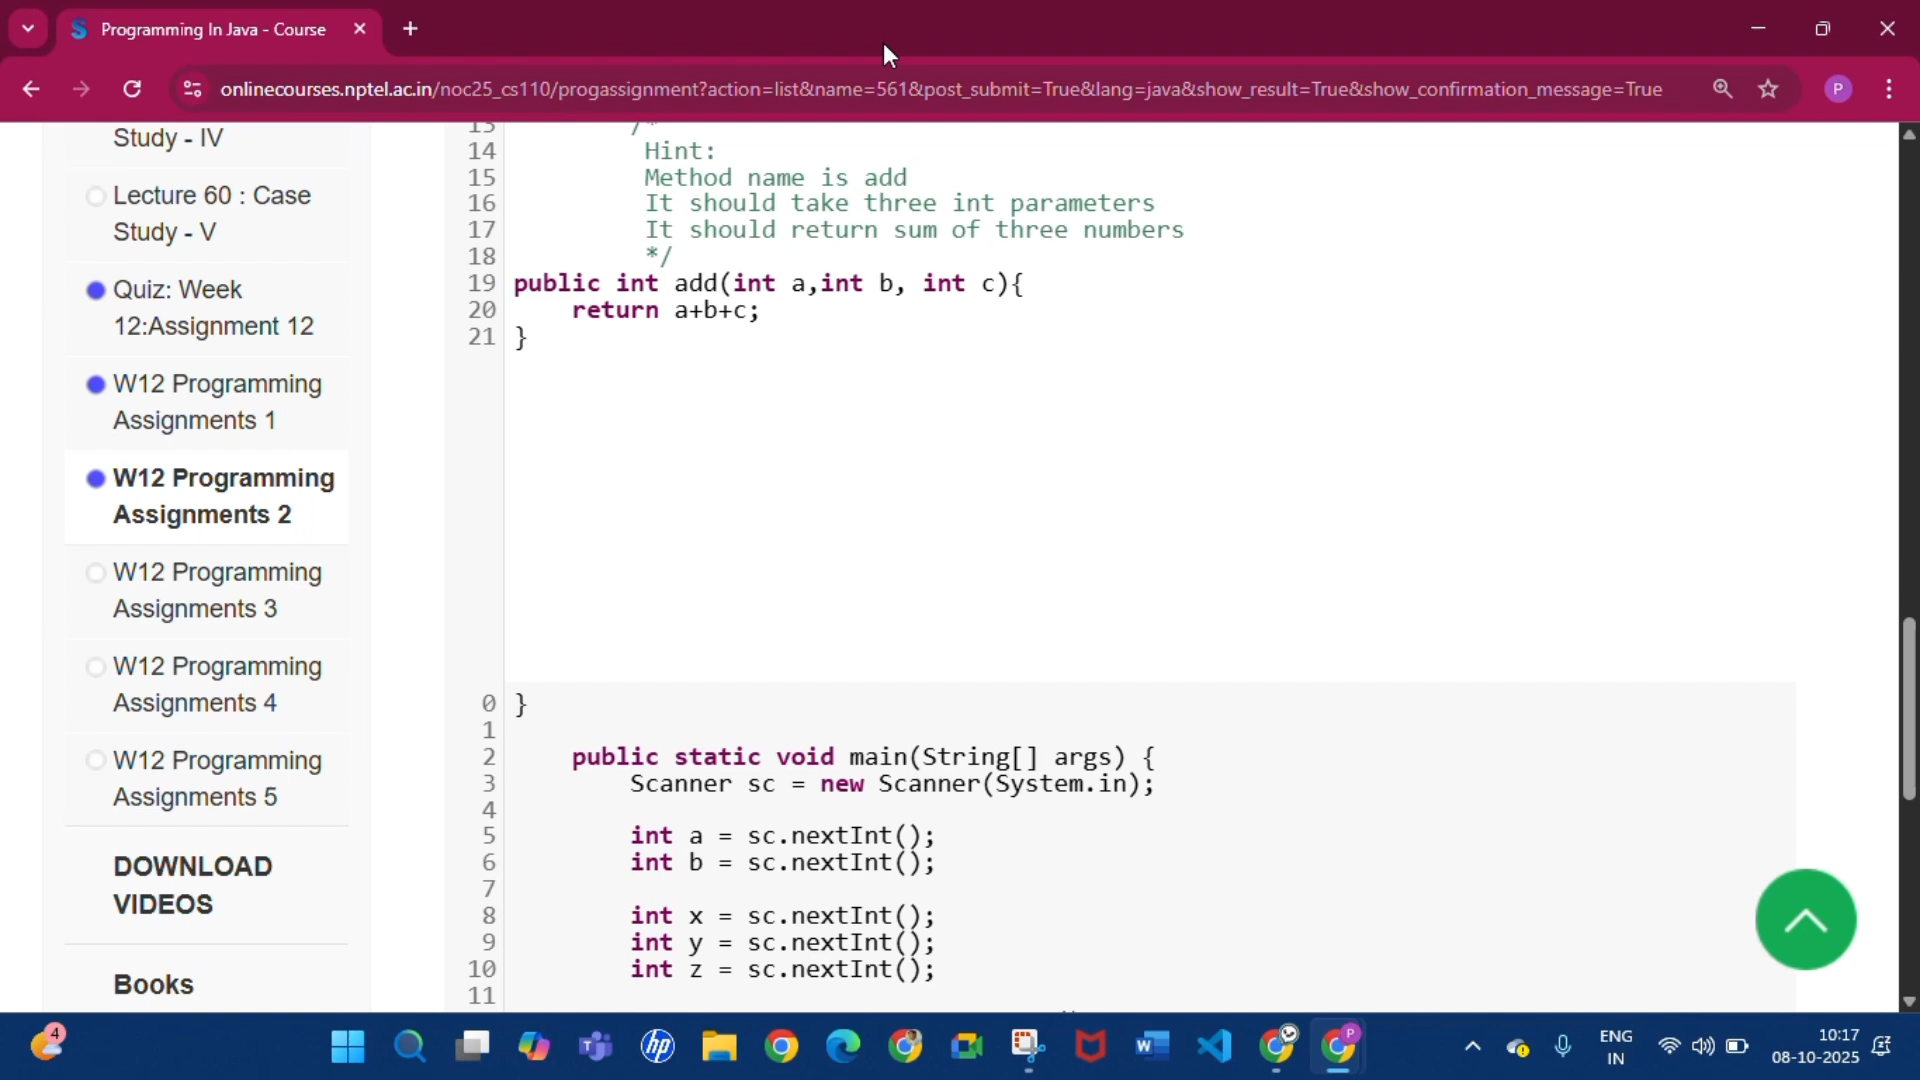 Programming In Java - Course
onlinecourses.nptel.ac.in/noc25_cs110/progassignment?action=list&name=561&post_submit=True&lang=java&show_result=True&show_confirmation_message=True
P
Study - IV
Lecture 60 : Case
Study - V
Quiz: Week
12:Assignment 12
W12 Programming
Assignments 1
W12 Programming
Assignments 2
W12 Programming
Assignments 3
W12 Programming
Assignments 4
W12 Programming
Assignments 5
DOWNLOAD
VIDEOS
Books
13 /*
14 Hint:
15 Method name is add
16 It should take three int parameters
17 It should return sum of three numbers
18 */
19 public int add(int a,int b, int c){
20 return a+b+c;
21 }
0 }
1
2 public static void main(String[] args) {
3 Scanner sc = new Scanner(System.in);
4
5 int a = sc.nextInt();
6 int b = sc.nextInt();
7
8 int x = sc.nextInt();
9 int y = sc.nextInt();
10 int z = sc.nextInt();
11
4
T
hp
W
P
ENG
IN
10:17
08-10-2025